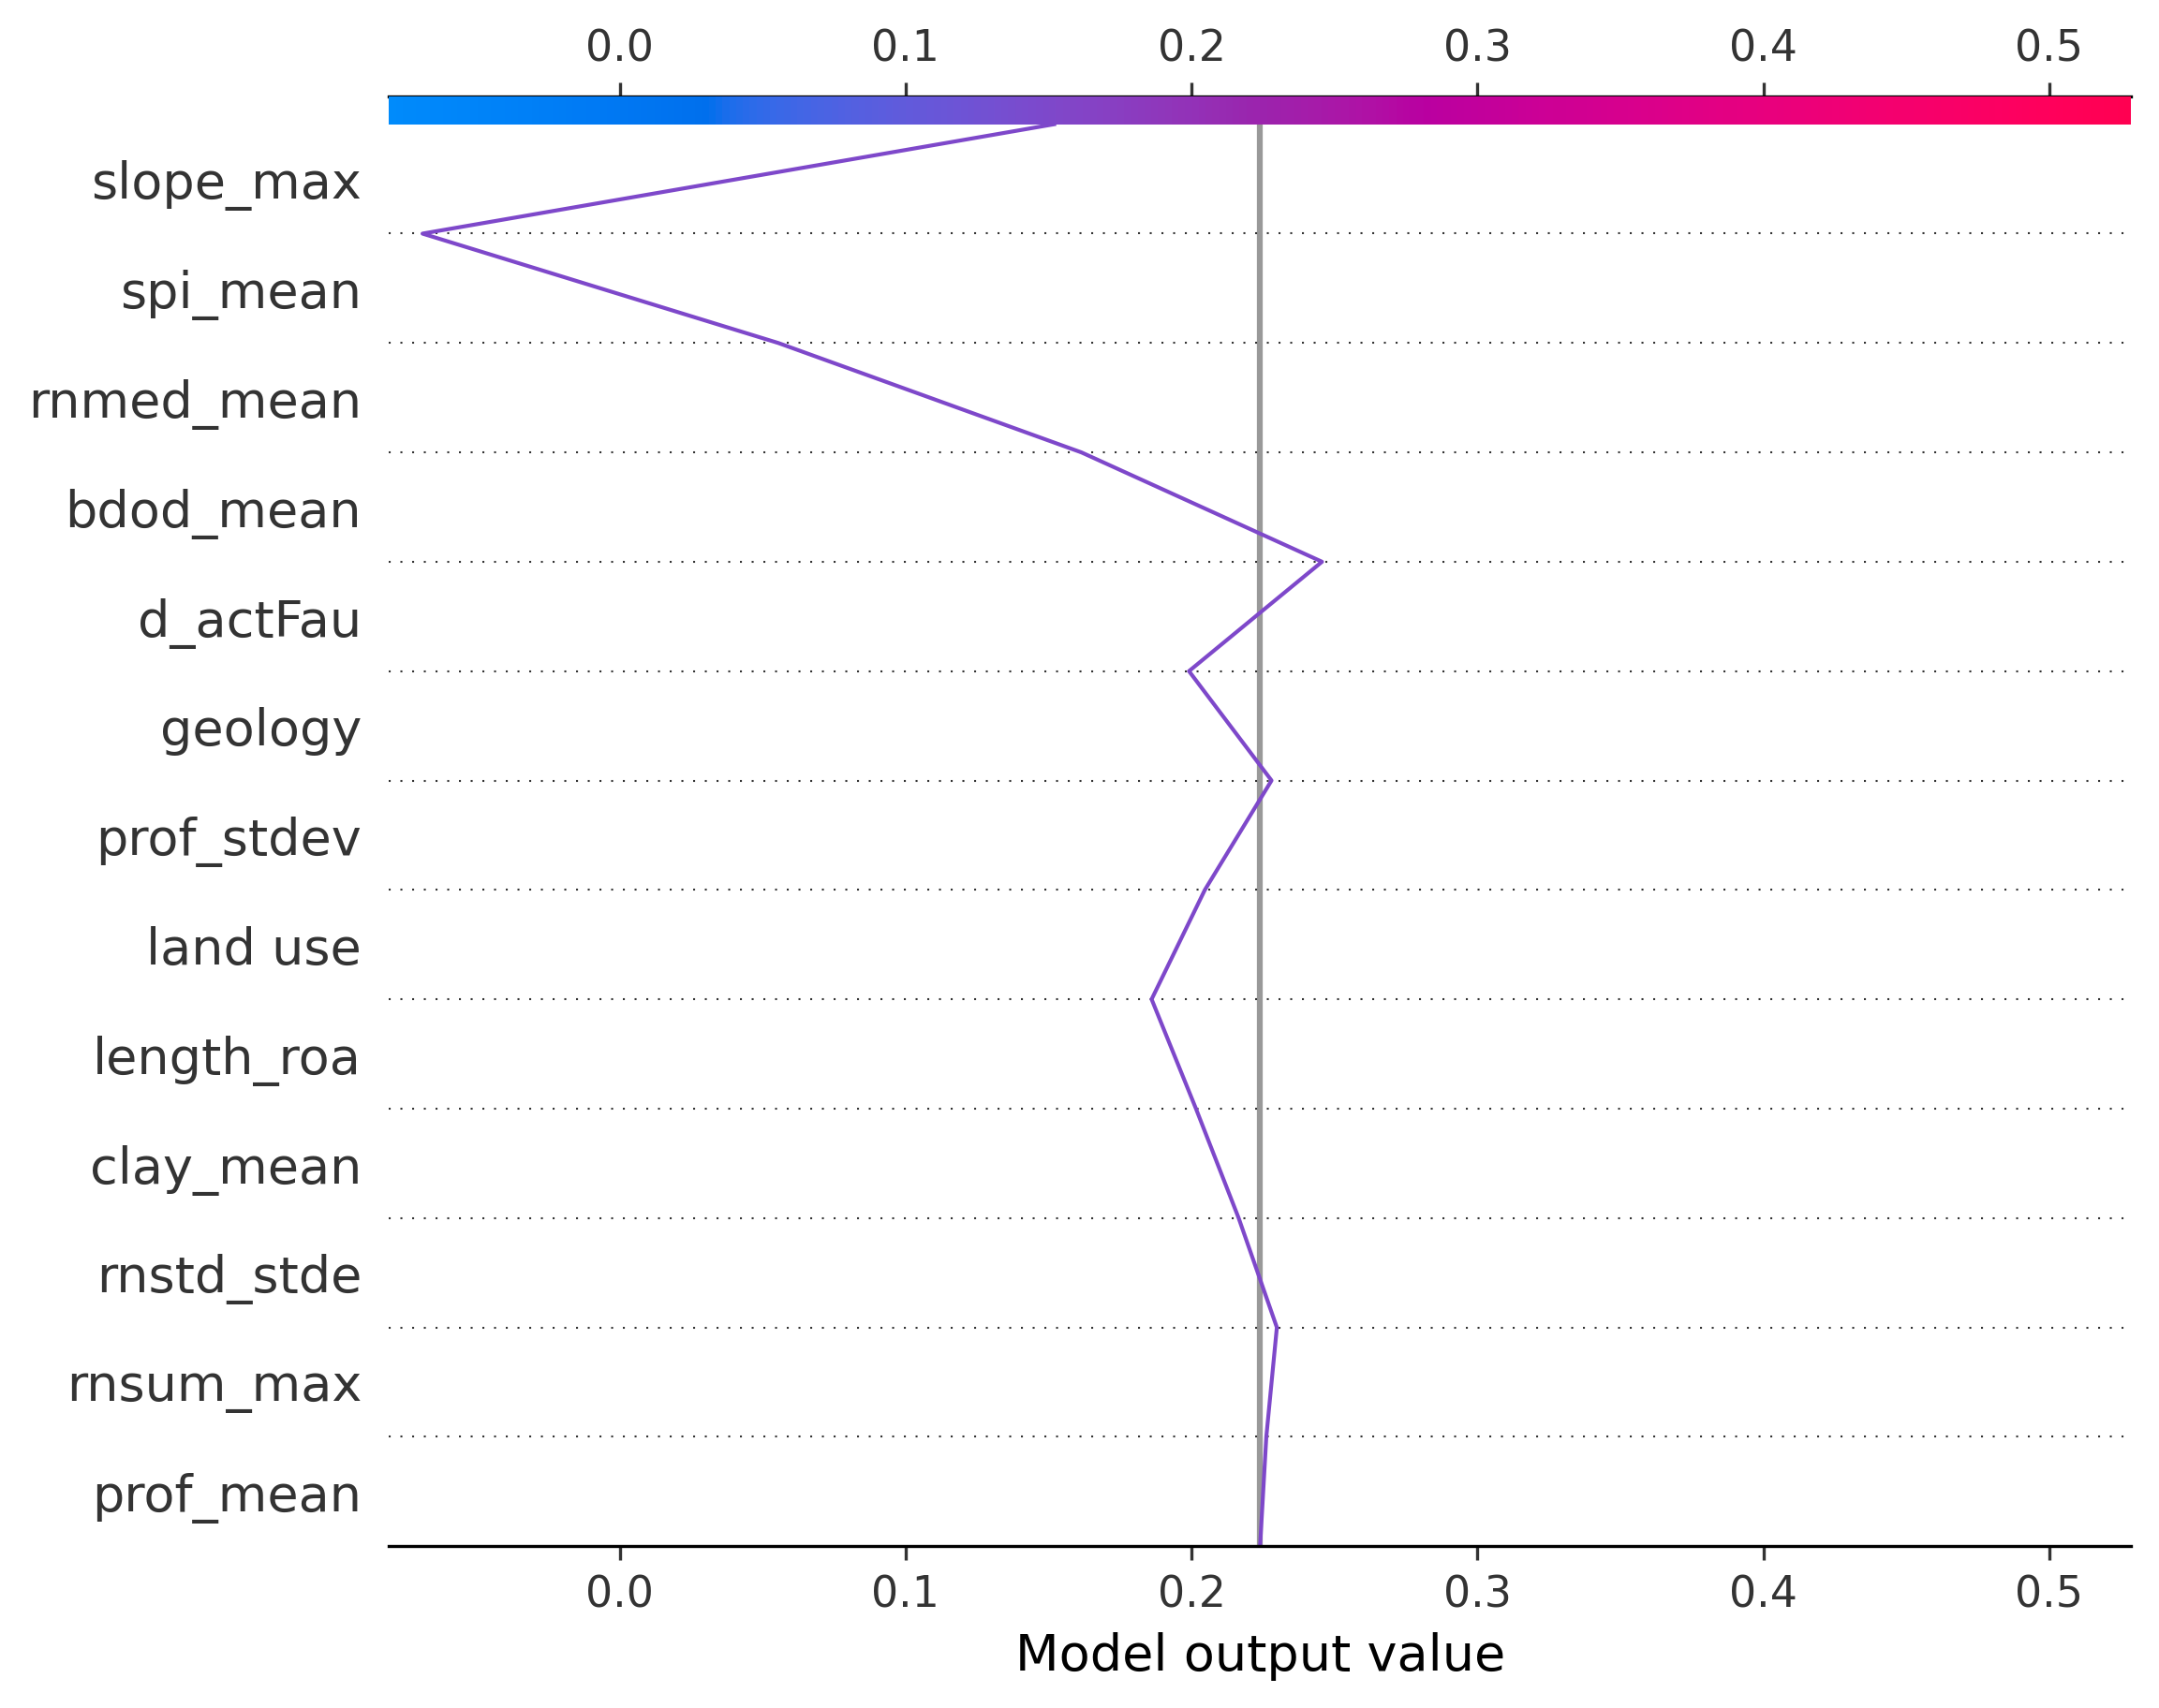 0.0 0.1 0.2 0.3 0.4 0.5
slope_max
spi_mean
rnmed_mean
bdod_mean
d_actFau
geology
prof_stdev
land use
length_roa
clay_mean
rnstd_stde
rnsum_max
prof_mean
0.0 0.1 0.2 0.3 0.4 0.5
Model output value